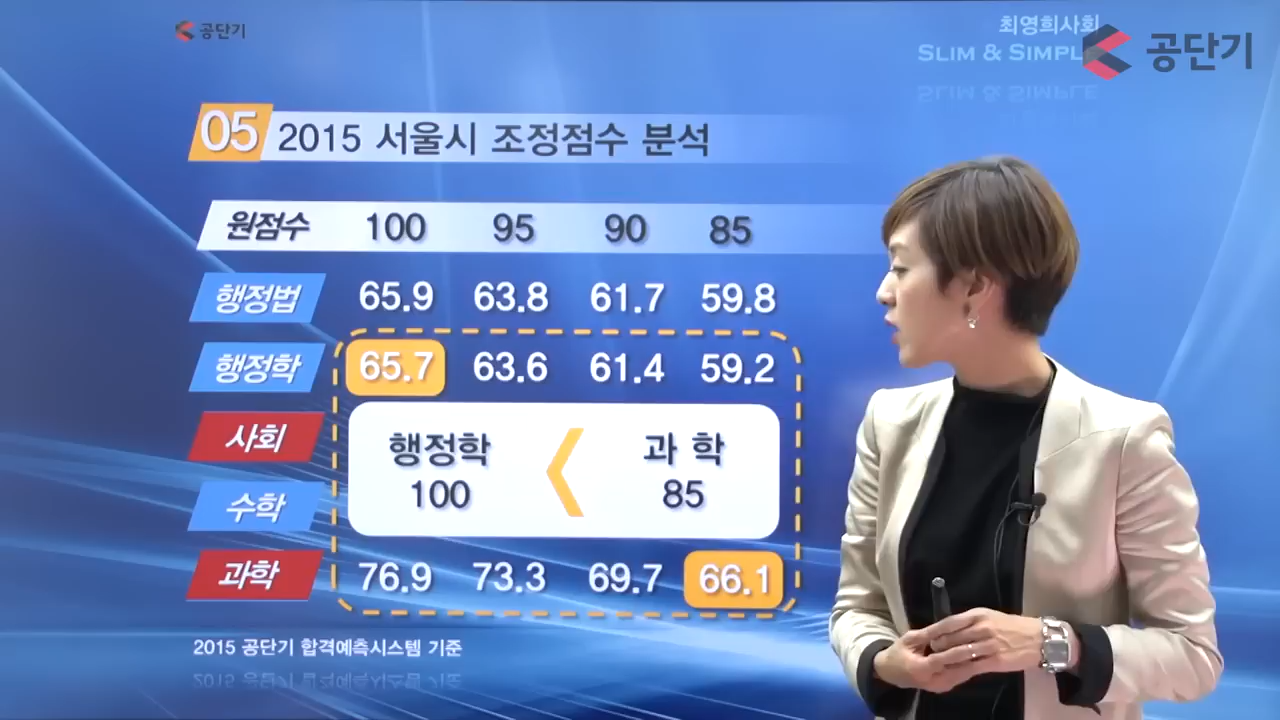 공단기
최영희사회
SLIM & SIMPLE
공단기
05 2015 서울시 조정점수 분석
원점수 100 95 90 85
행정법 65.9 63.8 61.7 59.8
행정학 65.7 63.6 61.4 59.2
사회
행정학 과 학
100 < 85
수학
과학 76.9 73.3 69.7 66.1
2015 공단기 합격예측시스템 기준